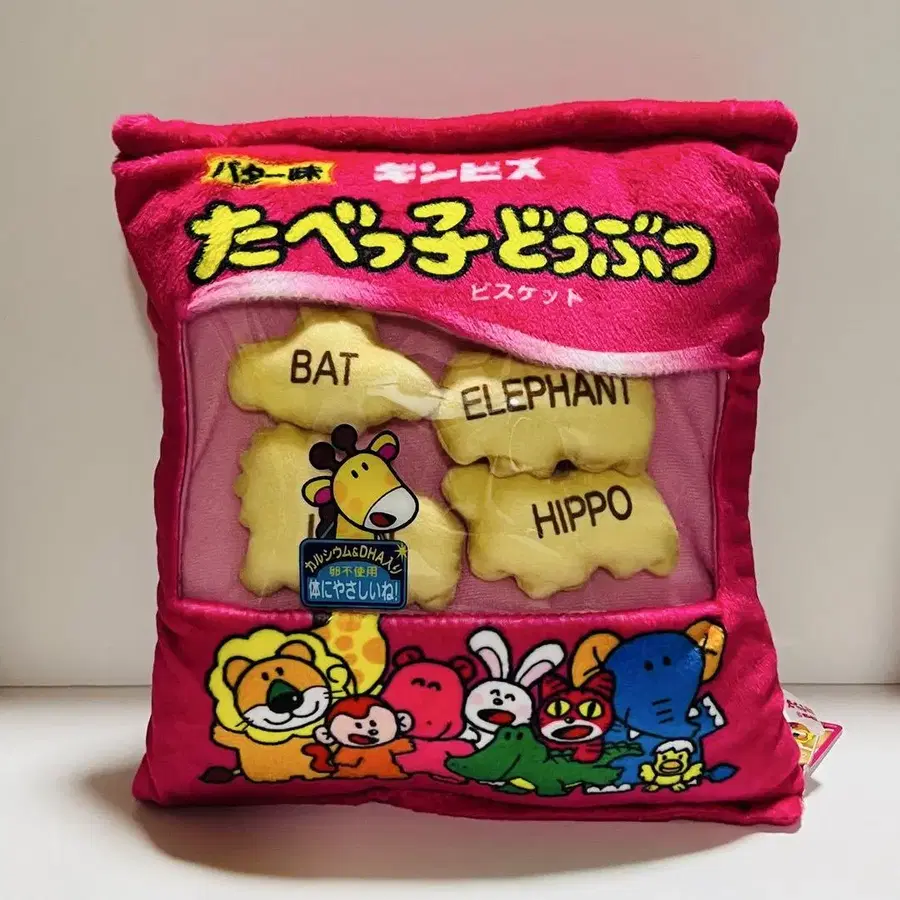 バター味 ギンビス
たべっ子どうぶつ
ビスケット
BAT
ELEPHANT
HIPPO
カルシウム&DHA入り
卵不使用
体にやさしいね!